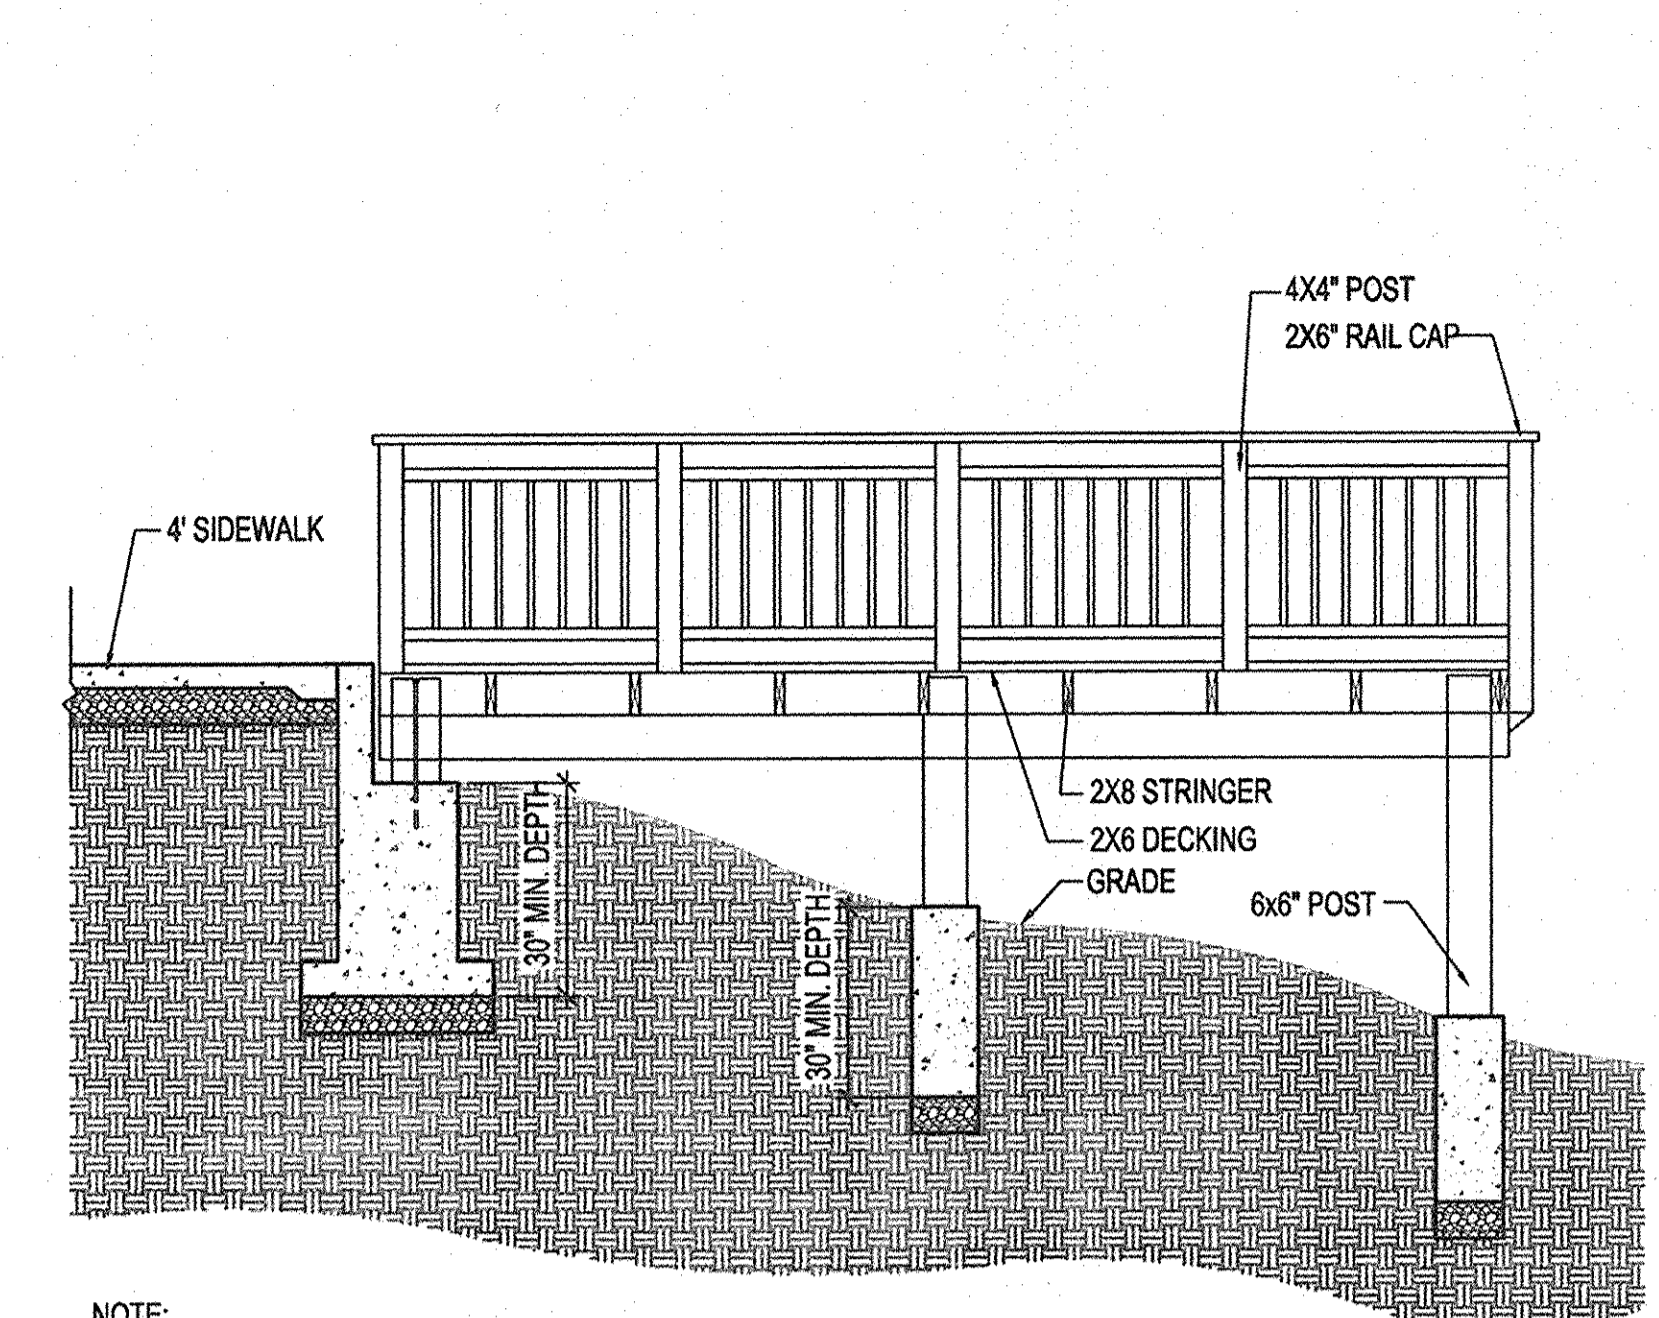 4X4" POST
2X6" RAIL CAP
4' SIDEWALK
30" MIN. DEPTH
2X8 STRINGER
2X6 DECKING
GRADE
30" MIN. DEPTH
6x6" POST
NOTE: